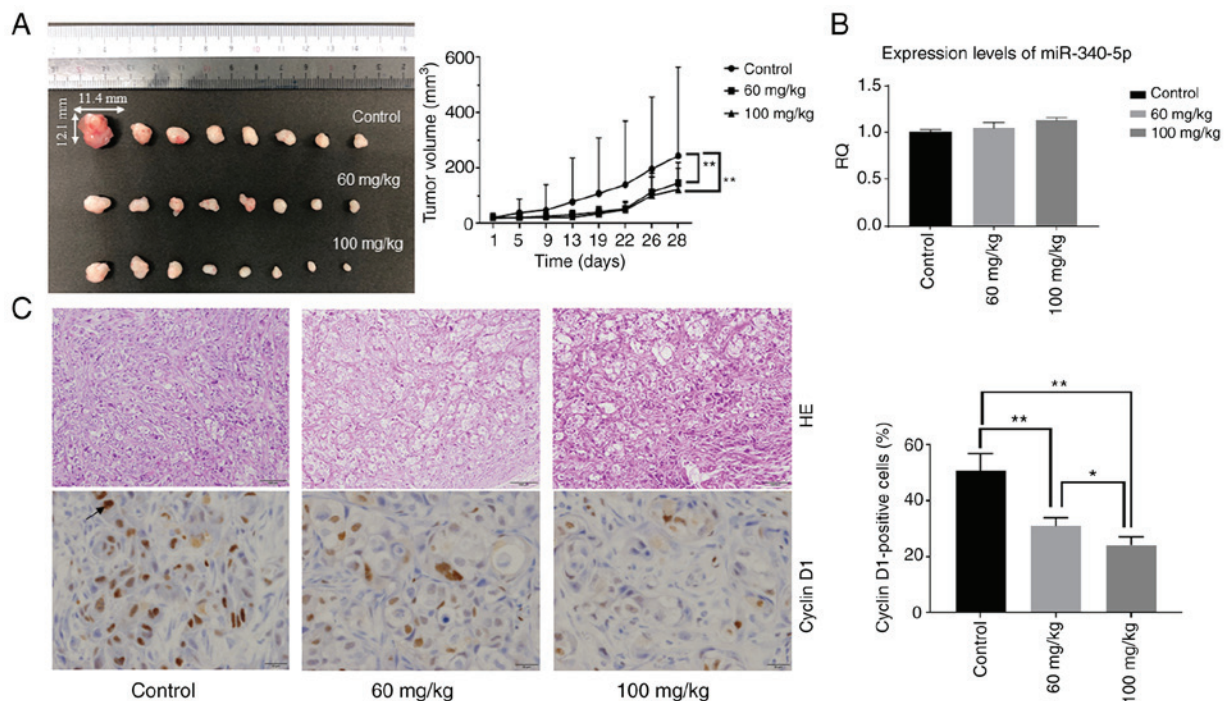 A
11.4 mm
12.1 mm
Control
60 mg/kg
100 mg/kg
Tumor volume (mm³)
600
400
200
0
1 5 9 13 19 22 26 28
Time (days)
Control
60 mg/kg
100 mg/kg
**
**
B
Expression levels of miR-340-5p
RQ
1.5
1.0
0.5
0.0
Control
60 mg/kg
100 mg/kg
Control
60 mg/kg
100 mg/kg
C
HE
Cyclin D1
Control
60 mg/kg
100 mg/kg
Cyclin D1-positive cells (%)
60
40
20
0
**
**
*
Control
60 mg/kg
100 mg/kg